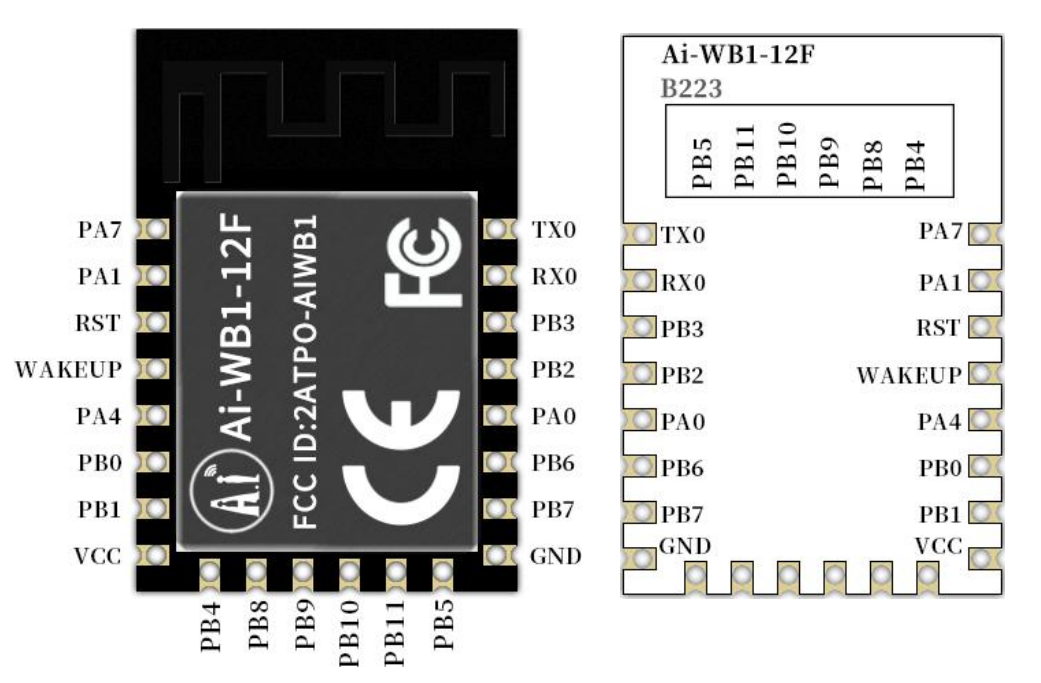 PA7
PA1
RST
WAKEUP
PA4
PB0
PB1
VCC
Ai-WB1-12F
FCC ID:2ATPO-AIWB1
FC
CE
A.i
TX0
RX0
PB3
PB2
PA0
PB6
PB7
GND
PB4
PB8
PB9
PB10
PB11
PB5
Ai-WB1-12F
B223
PB5
PB11
PB10
PB9
PB8
PB4
TX0
RX0
PB3
PB2
PA0
PB6
PB7
GND
PA7
PA1
RST
WAKEUP
PA4
PB0
PB1
VCC